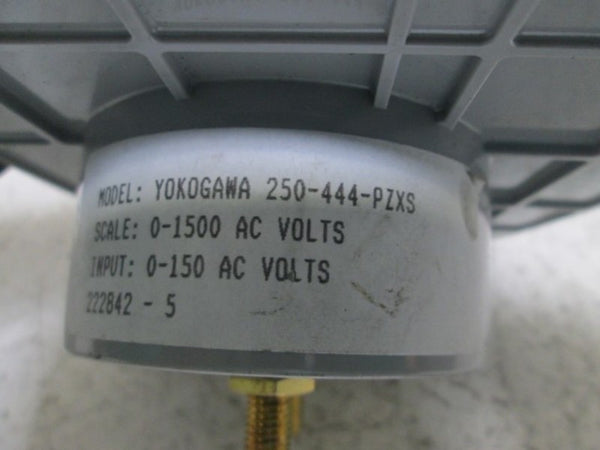 MODEL: YOKOGAWA 250-444-PZXS
SCALE: 0-1500 AC VOLTS
INPUT: 0-150 AC VOLTS
222842 - 5